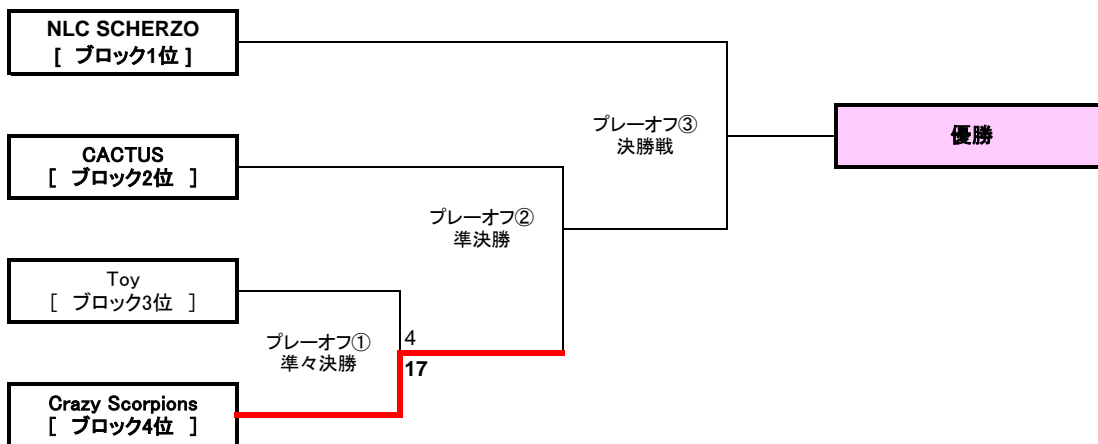 NLC SCHERZO
[ ブロック1位 ]
プレーオフ③
決勝戦
優勝
CACTUS
[ ブロック2位 ]
プレーオフ②
準決勝
Toy
[ ブロック3位 ]
プレーオフ①
準々決勝
4
17
Crazy Scorpions
[ ブロック4位 ]